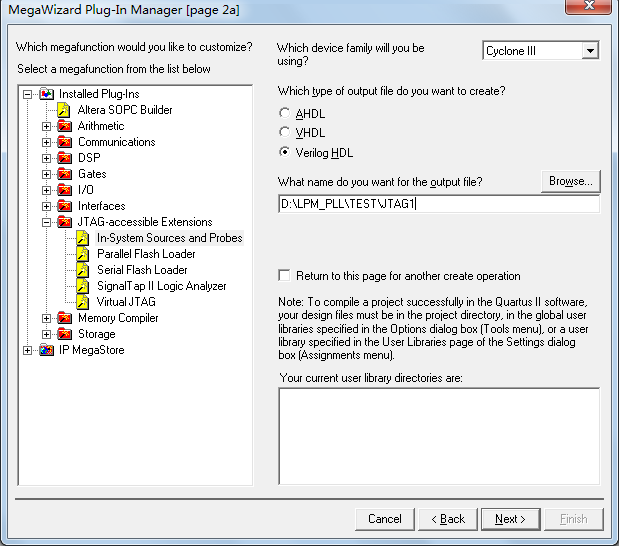 MegaWizard Plug-In Manager [page 2a]
Which megafunction would you like to customize?
Select a megafunction from the list below
Installed Plug-Ins
Altera SOPC Builder
Arithmetic
Communications
DSP
Gates
I/O
Interfaces
JTAG-accessible Extensions
In-System Sources and Probes
Parallel Flash Loader
Serial Flash Loader
SignalTap II Logic Analyzer
Virtual JTAG
Memory Compiler
Storage
IP MegaStore
Which device family will you be
using?
Cyclone III
Which type of output file do you want to create?
AHDL
VHDL
Verilog HDL
What name do you want for the output file?
Browse...
D:\LPM_PLL\TEST\JTAG1
Return to this page for another create operation
Note: To compile a project successfully in the Quartus II software,
your design files must be in the project directory, in the global user
libraries specified in the Options dialog box (Tools menu), or a user
library specified in the User Libraries page of the Settings dialog
box (Assignments menu).
Your current user library directories are:
Cancel
< Back
Next >
Finish